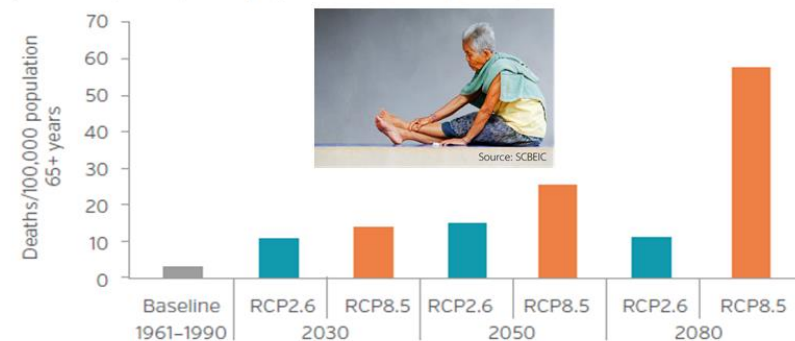 Deaths/100,000 population
65+ years
70
60
50
40
30
20
10
0
Source: SCBEIC
Baseline RCP2.6 RCP8.5 RCP2.6 RCP8.5 RCP2.6 RCP8.5
1961–1990 2030 2050 2080